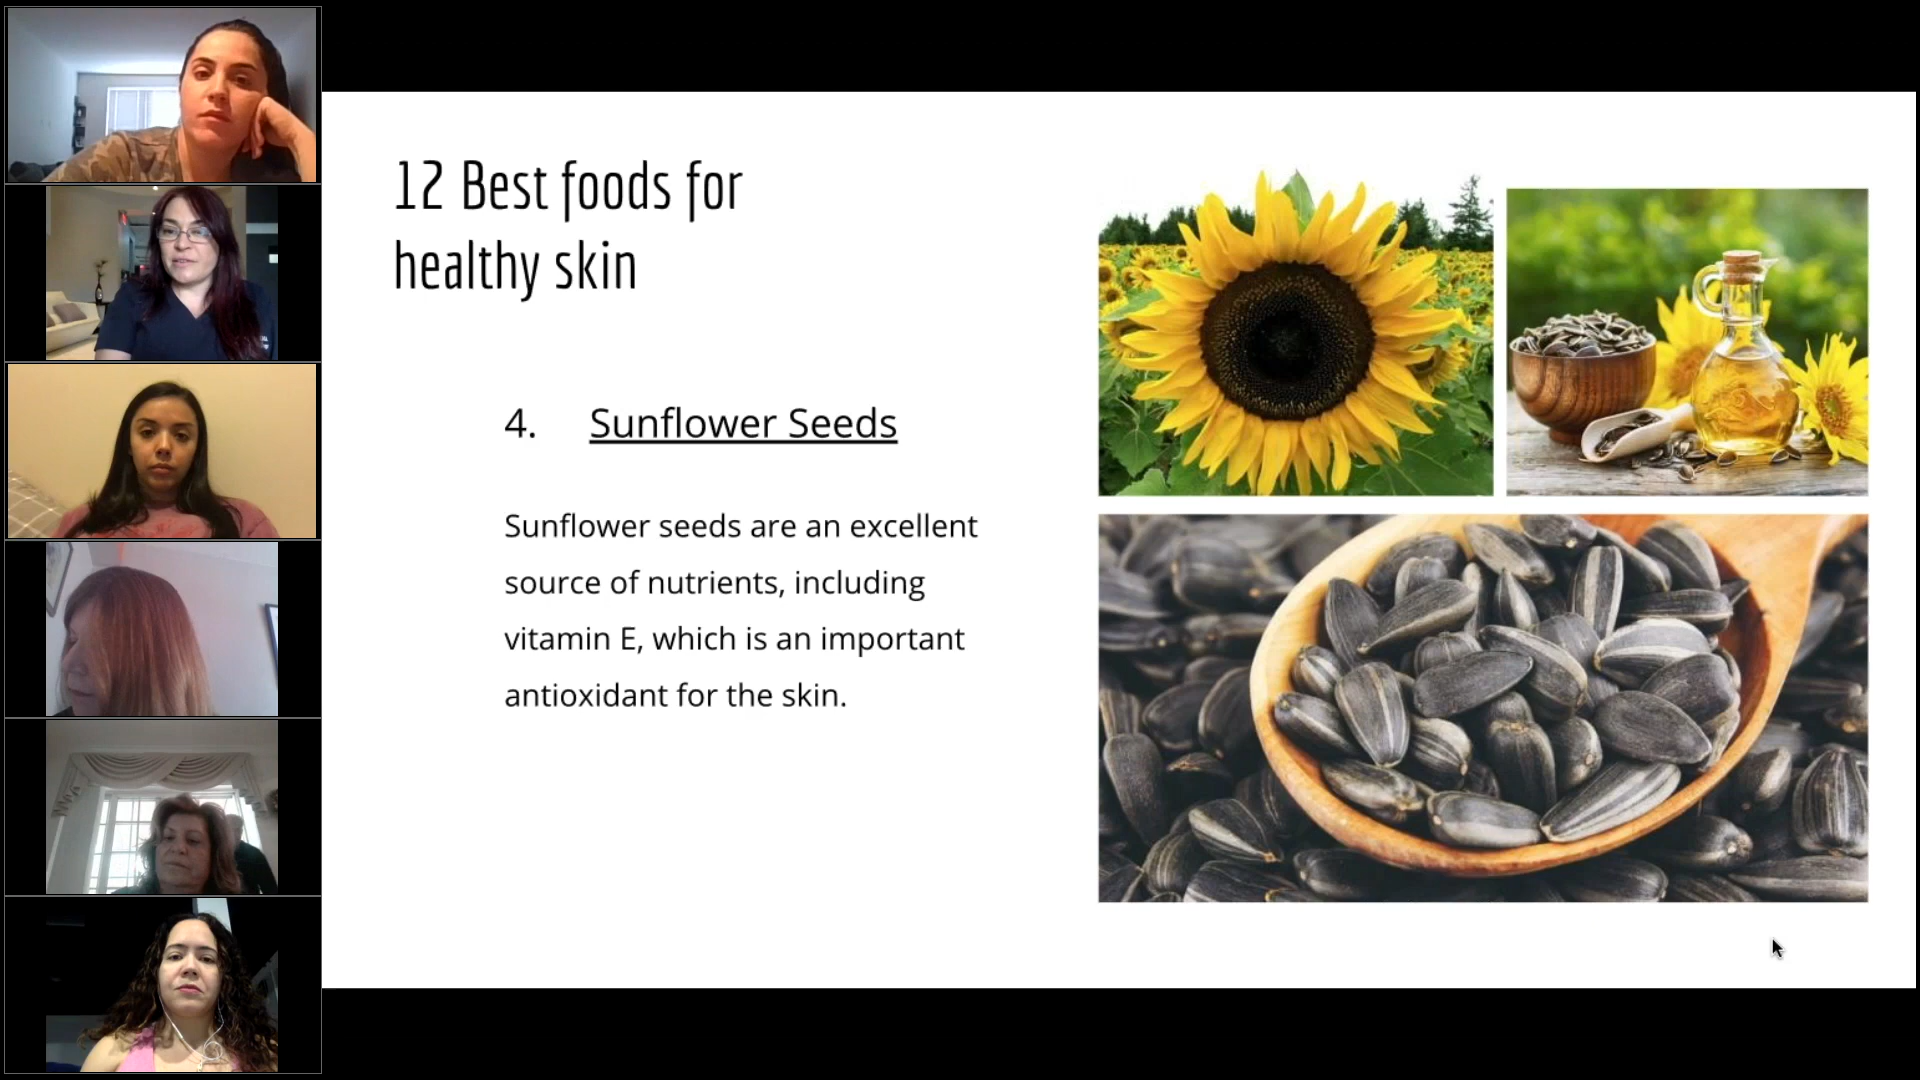 12 Best foods for
healthy skin
4. Sunflower Seeds
Sunflower seeds are an excellent
source of nutrients, including
vitamin E, which is an important
antioxidant for the skin.